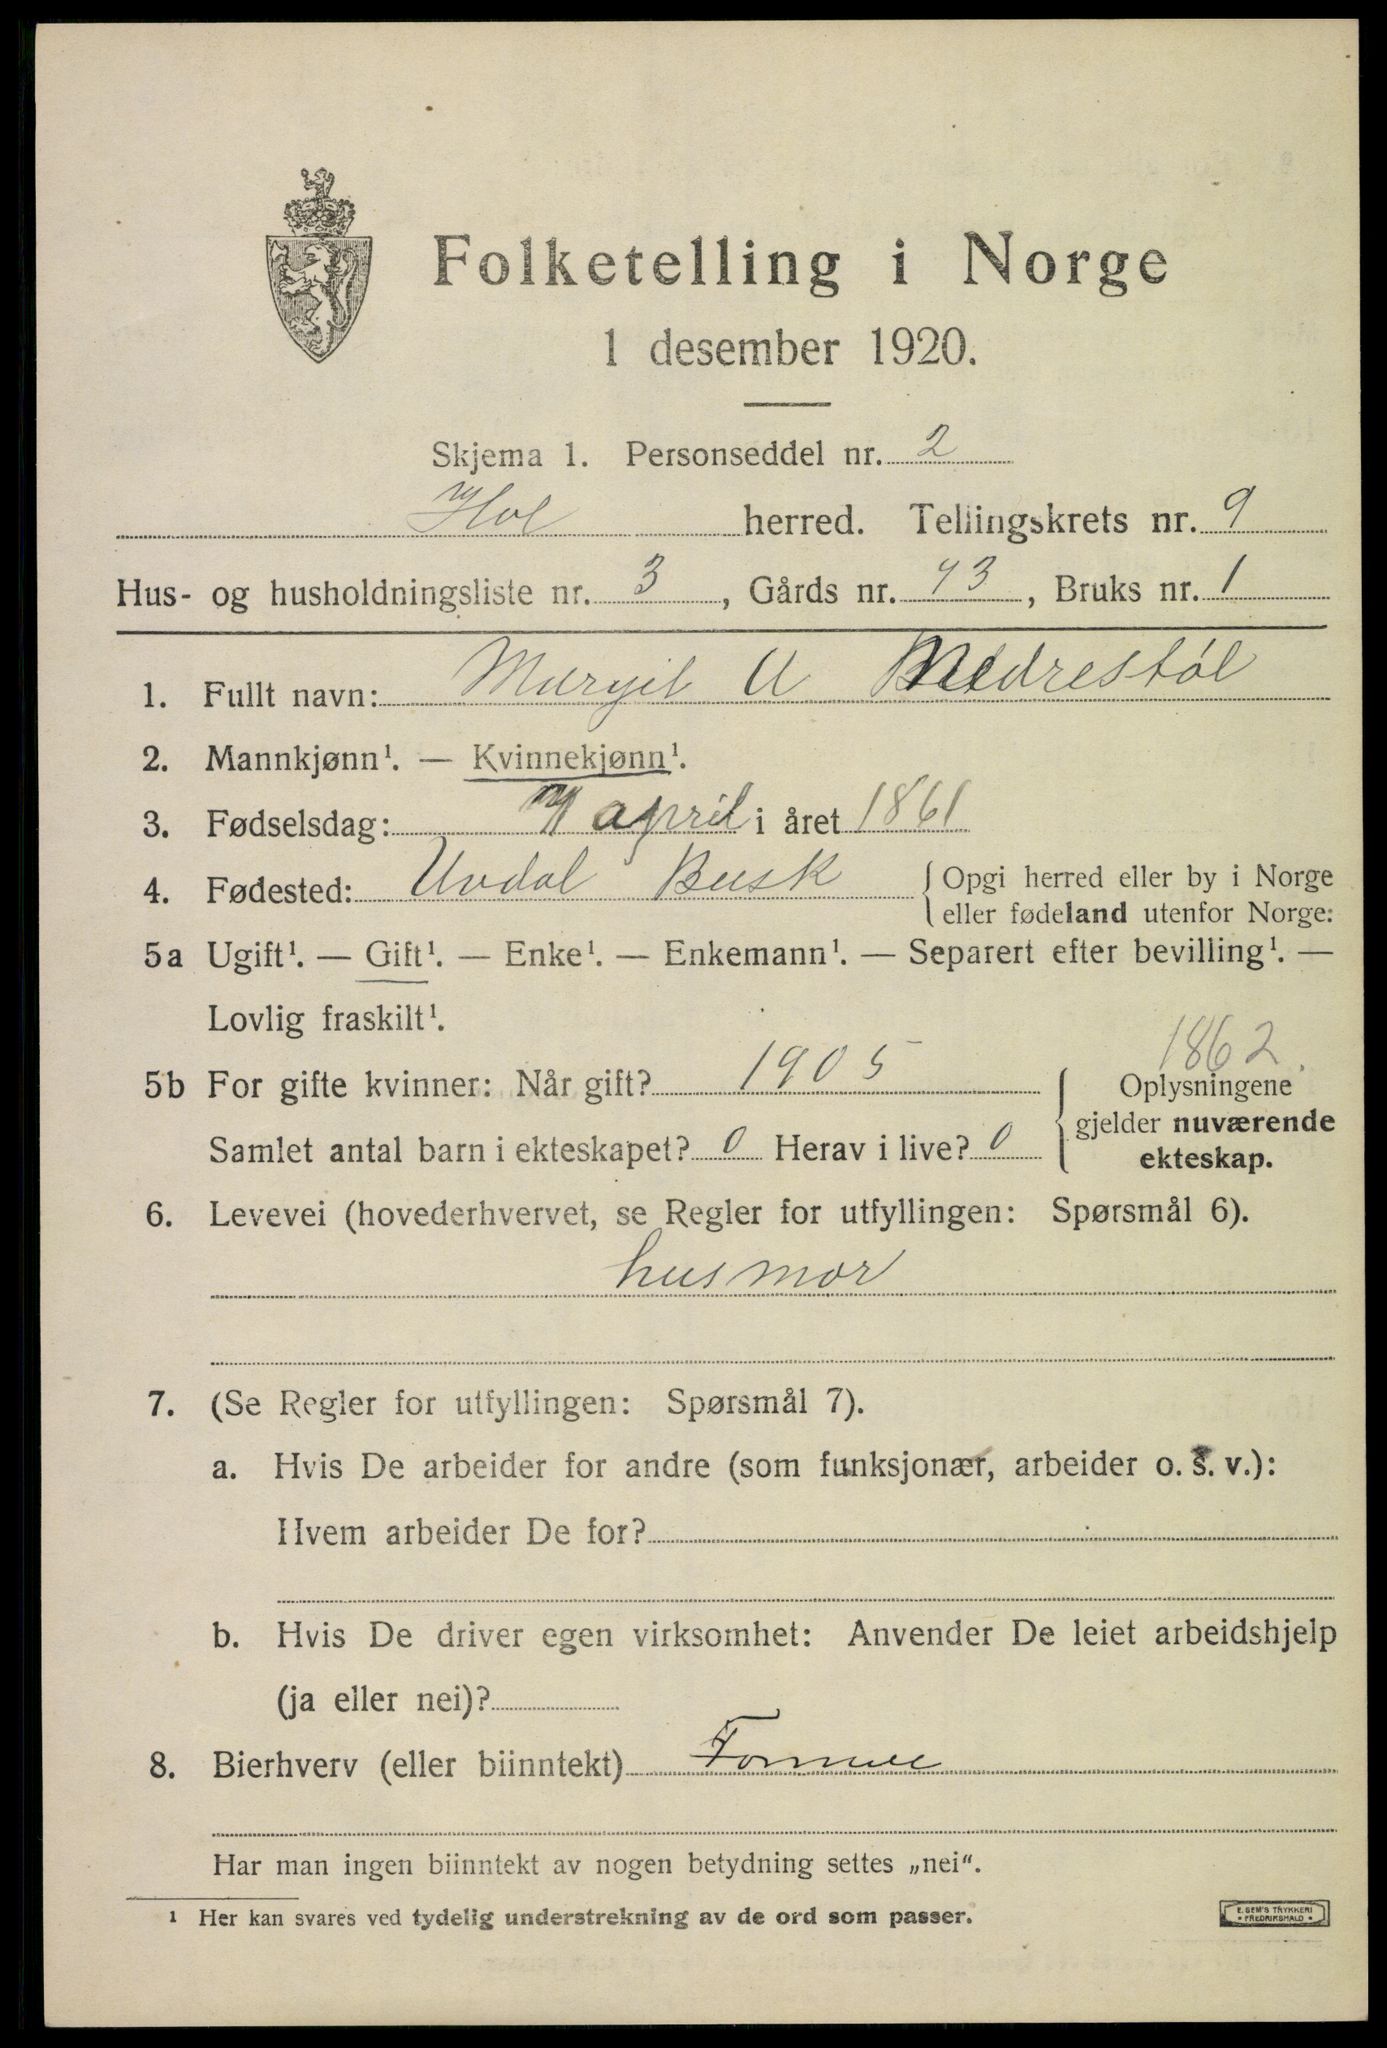 Folketelling i Norge
1 desember 1920.
Skjema 1. Personseddel nr. 2
Hol herred. Tellingskrets nr. 9
Hus- og husholdningsliste nr. 3, Gårds nr. 43, Bruks nr. 1
1. Fullt navn: Margit U Nedrestøl
2. Mannkjønn¹. — Kvinnekjønn¹.
3. Fødselsdag: 7 april i året 1861
4. Fødested: Uvdal Busk { Opgi herred eller by i Norge
eller fødeland utenfor Norge:
5a Ugift¹. — Gift¹. — Enke¹. — Enkemann¹. — Separert efter bevilling¹. —
Lovlig fraskilt¹.
1862
5b For gifte kvinner: Når gift? 1905 { Oplysningene
gjelder nuværende
Samlet antal barn i ekteskapet? 0 Herav i live? 0 ekteskap.
6. Levevei (hovederhvervet, se Regler for utfyllingen: Spørsmål 6).
husmor
7. (Se Regler for utfyllingen: Spørsmål 7).
a. Hvis De arbeider for andre (som funksjonær, arbeider o. s. v.):
Hvem arbeider De for?
b. Hvis De driver egen virksomhet: Anvender De leiet arbeidshjelp
(ja eller nei)?
8. Bierhverv (eller biinntekt) Formue
Har man ingen biinntekt av nogen betydning settes „nei“.
¹ Her kan svares ved tydelig understrekning av de ord som passer.
E. SEM'S TRYKKERI
• FREDRIKSHALD •